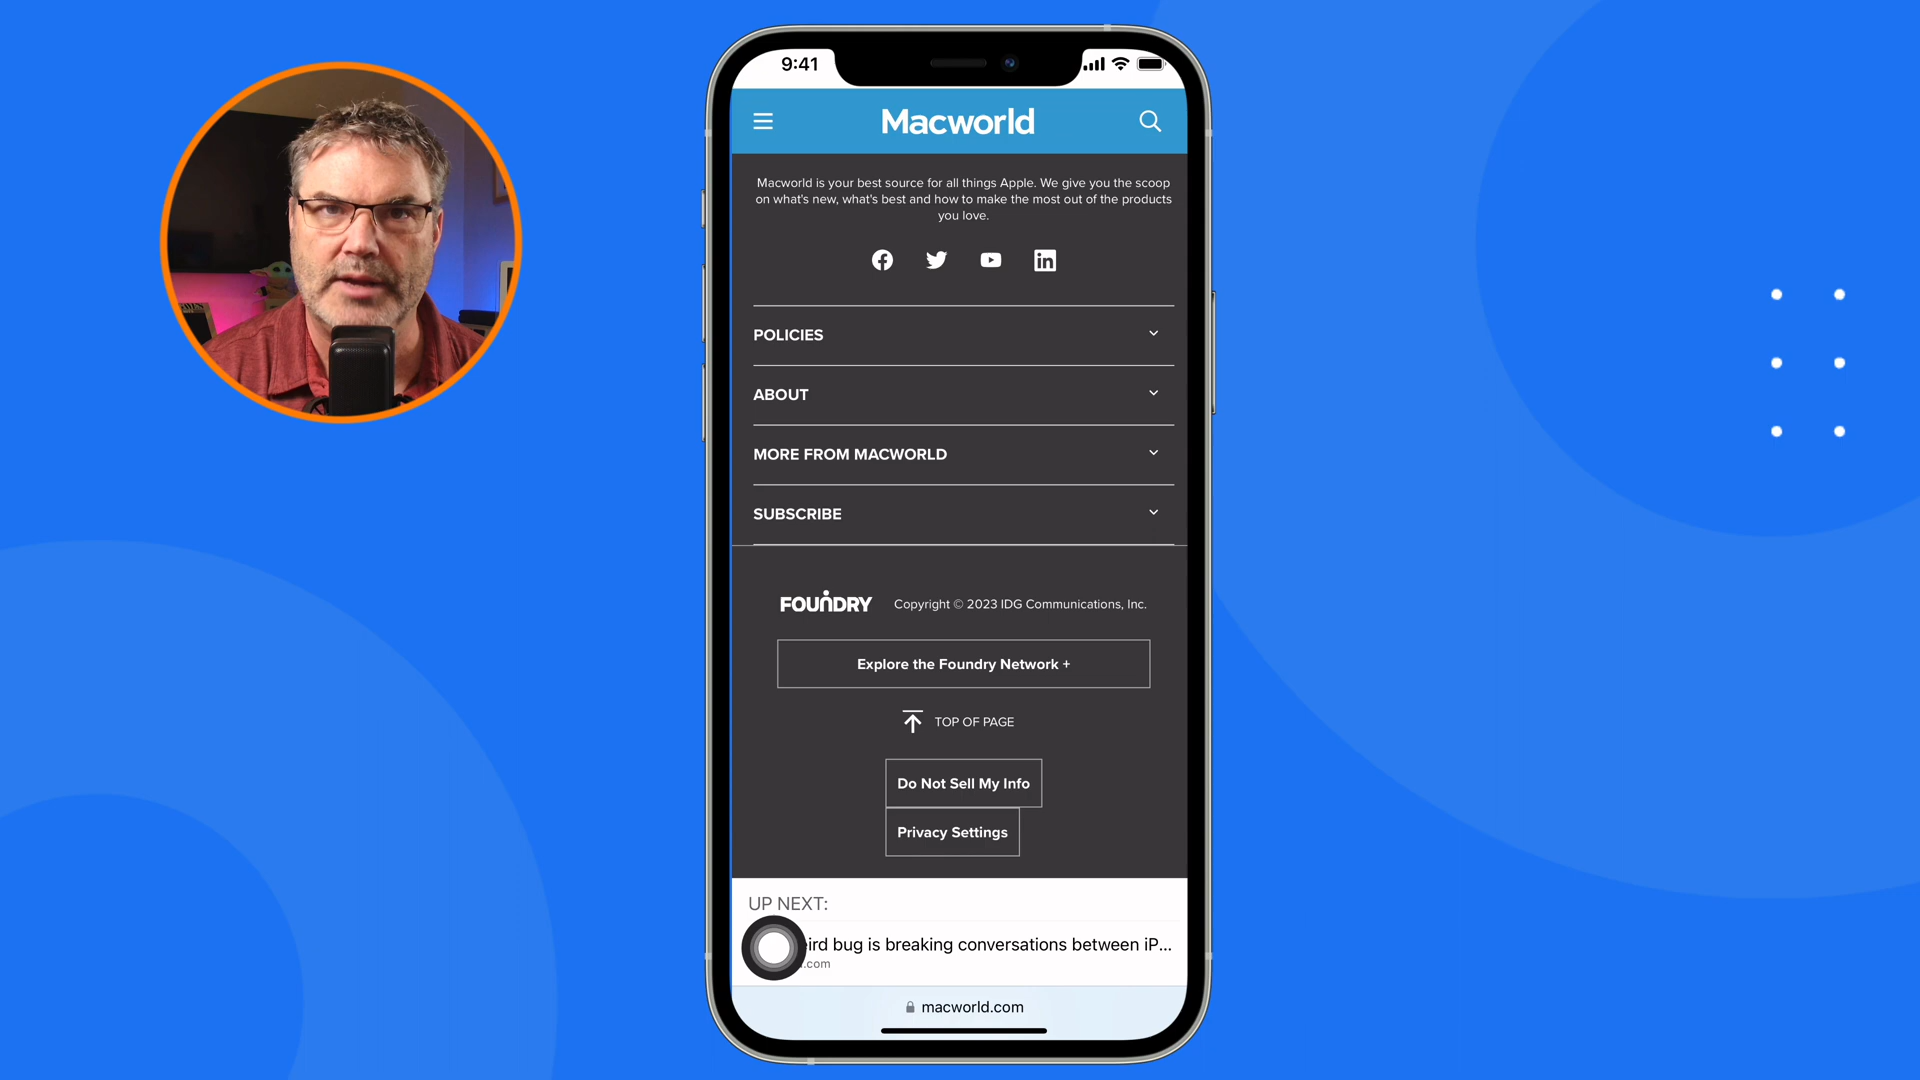 9:41
Macworld
Macworld is your best source for all things Apple. We give you the scoop
on what's new, what's best and how to make the most out of the products
you love.
POLICIES
ABOUT
MORE FROM MACWORLD
SUBSCRIBE
FOUNDRY Copyright © 2023 IDG Communications, Inc.
Explore the Foundry Network +
TOP OF PAGE
Do Not Sell My Info
Privacy Settings
UP NEXT:
bug is breaking conversations between iP...
.com
macworld.com